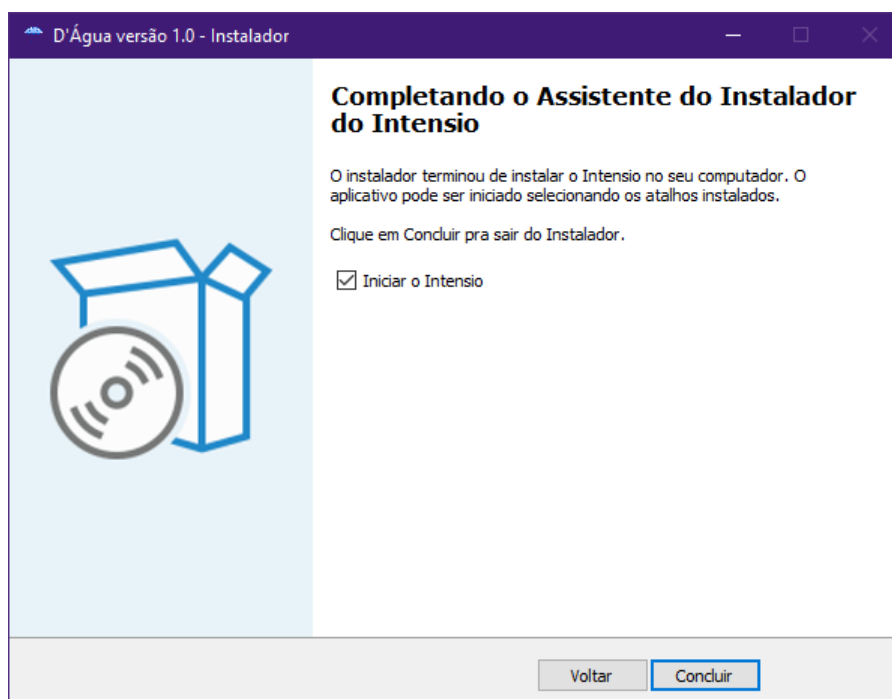 D'Água versão 1.0 - Instalador
Completando o Assistente do Instalador
do Intensio
O instalador terminou de instalar o Intensio no seu computador. O
aplicativo pode ser iniciado selecionando os atalhos instalados.
Clique em Concluir pra sair do Instalador.
Iniciar o Intensio
Voltar
Concluir